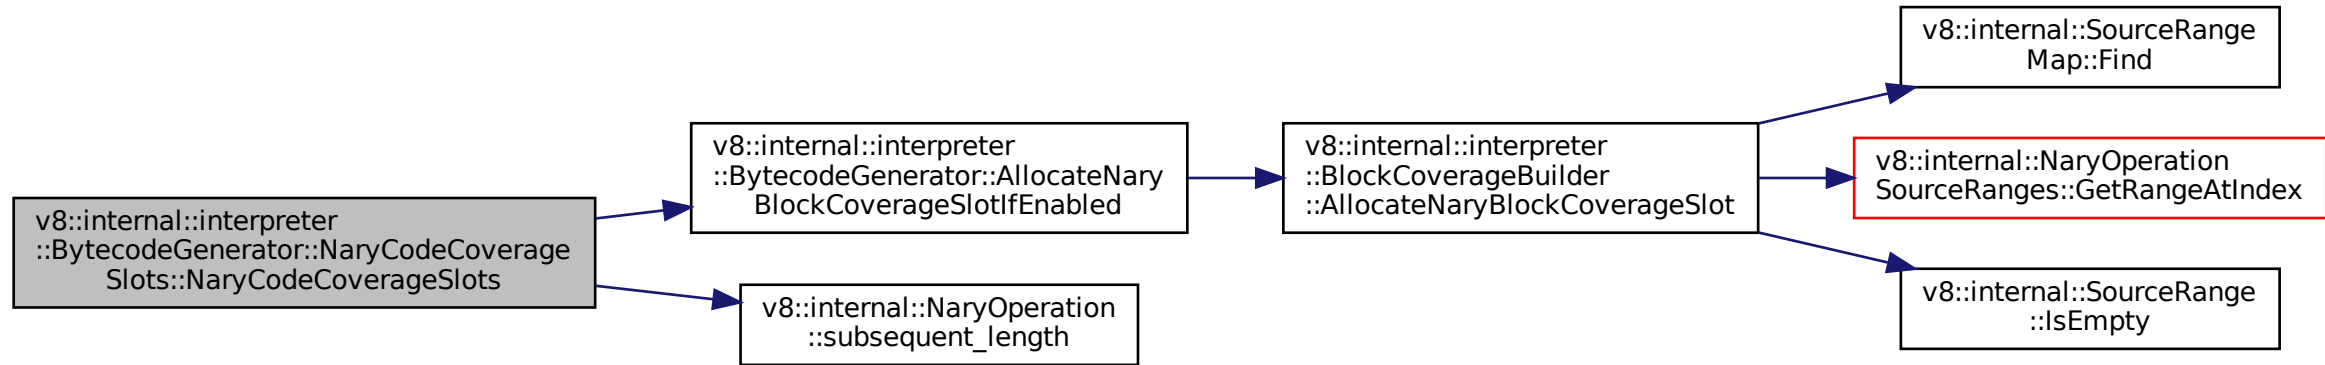 v8::internal::interpreter
::BytecodeGenerator::NaryCodeCoverage
Slots::NaryCodeCoverageSlots
v8::internal::interpreter
::BytecodeGenerator::AllocateNary
BlockCoverageSlotIfEnabled
v8::internal::NaryOperation
::subsequent_length
v8::internal::interpreter
::BlockCoverageBuilder
::AllocateNaryBlockCoverageSlot
v8::internal::SourceRange
Map::Find
v8::internal::NaryOperation
SourceRanges::GetRangeAtIndex
v8::internal::SourceRange
::IsEmpty